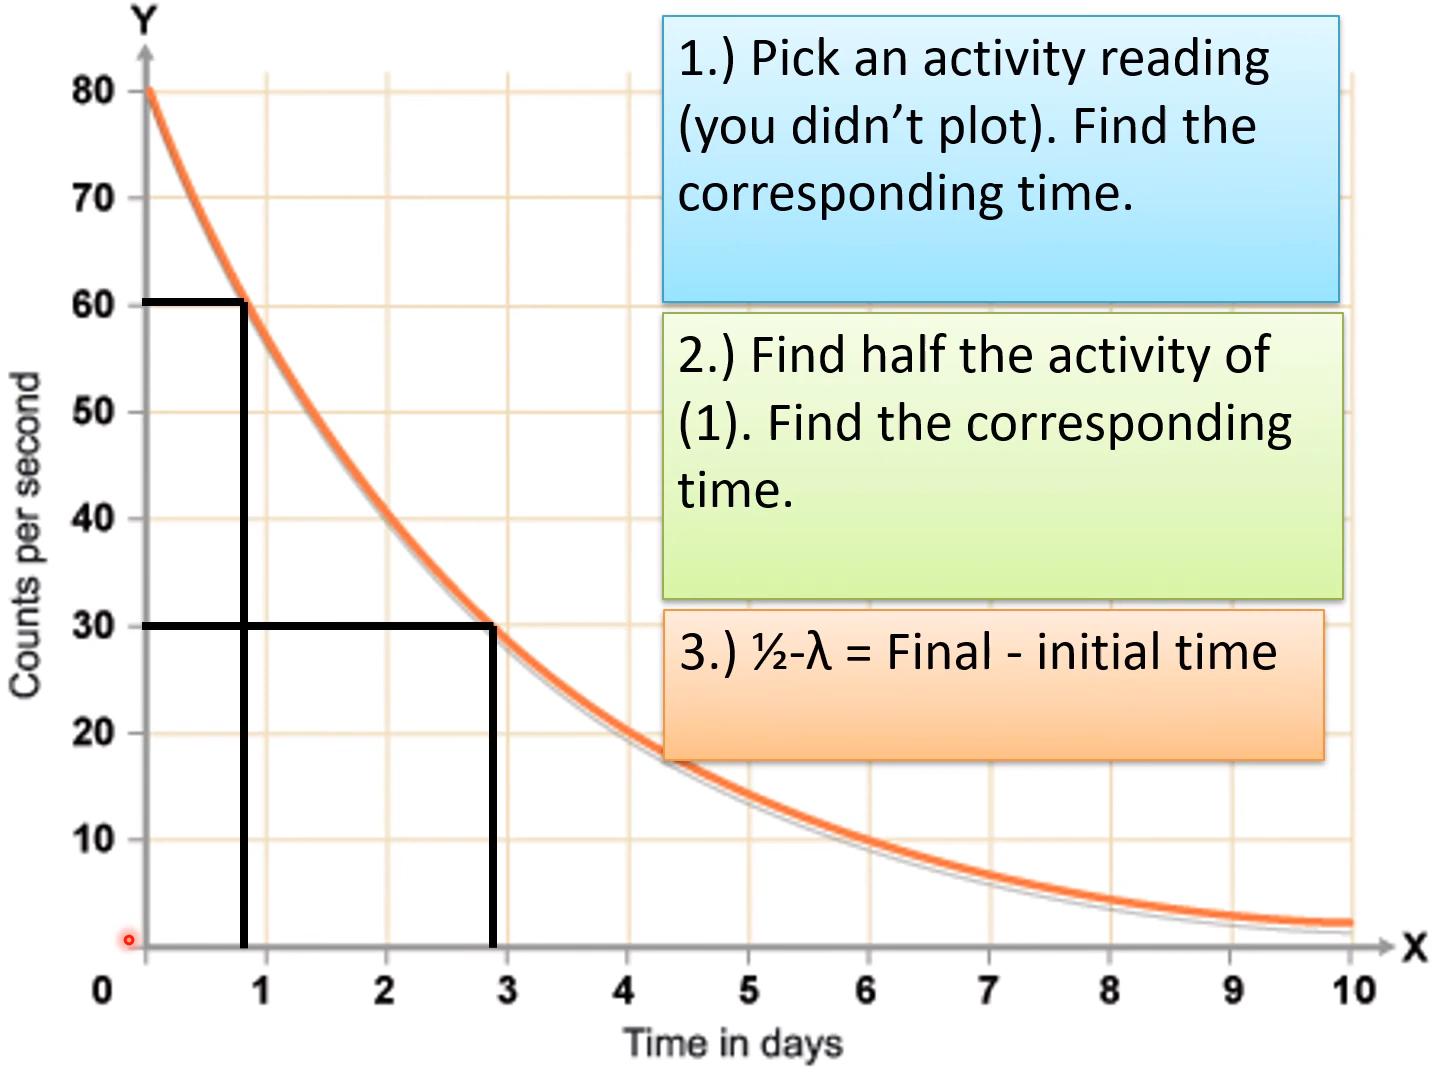 Y
1.) Pick an activity reading
(you didn’t plot). Find the
corresponding time.
2.) Find half the activity of
(1). Find the corresponding
time.
3.) ½-λ = Final - initial time
80
70
60
50
40
30
20
10
Counts per second
0 1 2 3 4 5 6 7 8 9 10
X
Time in days